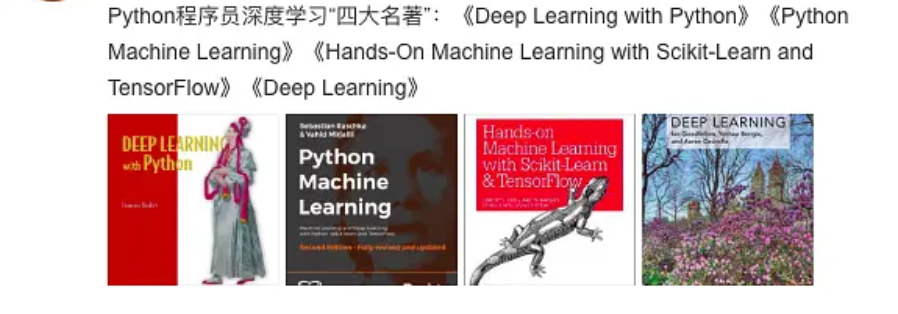 Python程序员深度学习“四大名著”：《Deep Learning with Python》《Python
Machine Learning》《Hands-On Machine Learning with Scikit-Learn and
TensorFlow》《Deep Learning》
DEEP LEARNING
with Python
Sebastian Raschka
& Vahid Mirjalili
Python
Machine
Learning
Second Edition - Fully revised and updated
Hands-on
Machine Learning
with Scikit-Learn
& TensorFlow
DEEP LEARNING
Ian Goodfellow, Yoshua Bengio,
and Aaron Courville